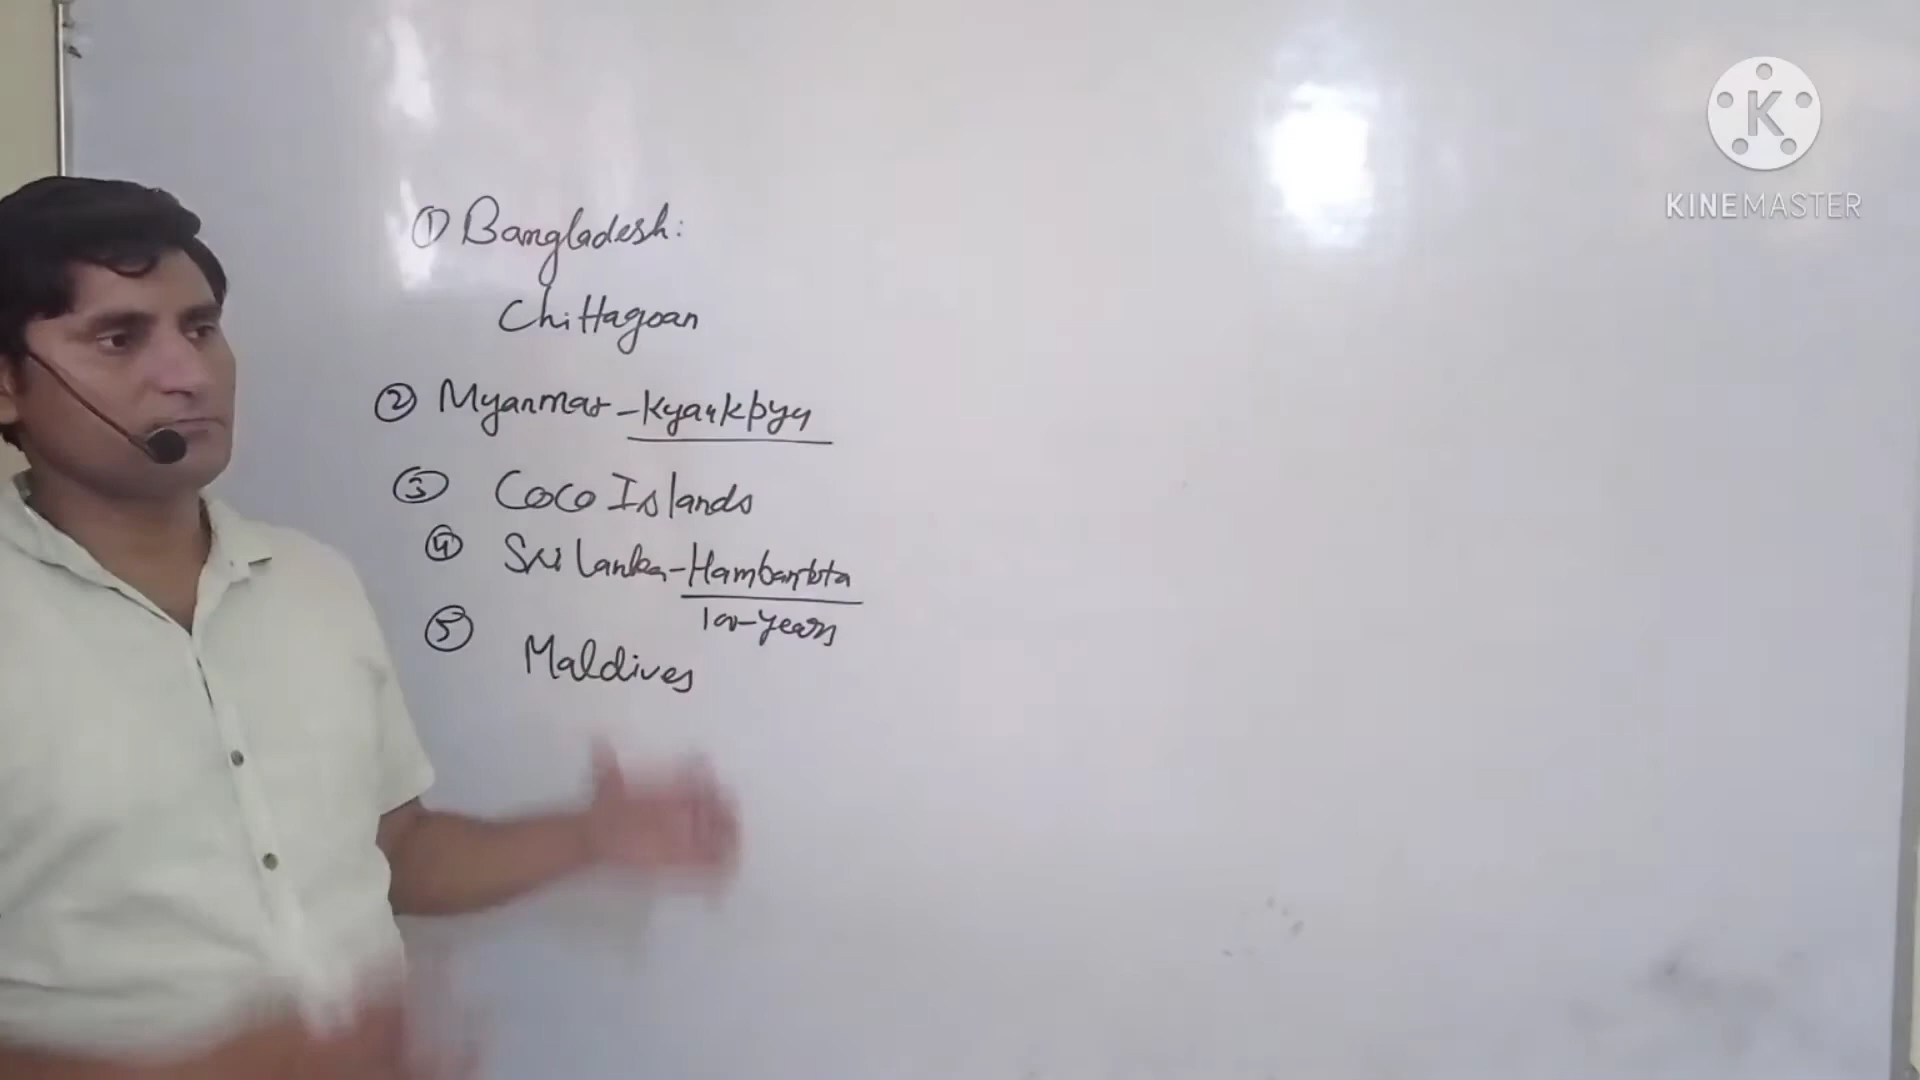 K
KINEMASTER
① Bangladesh:
Chittagoan
② Myanmar - Kyaukpyu
③ Coco Islands
④ Sri Lanka - Hambantota
100-years
⑤ Maldives